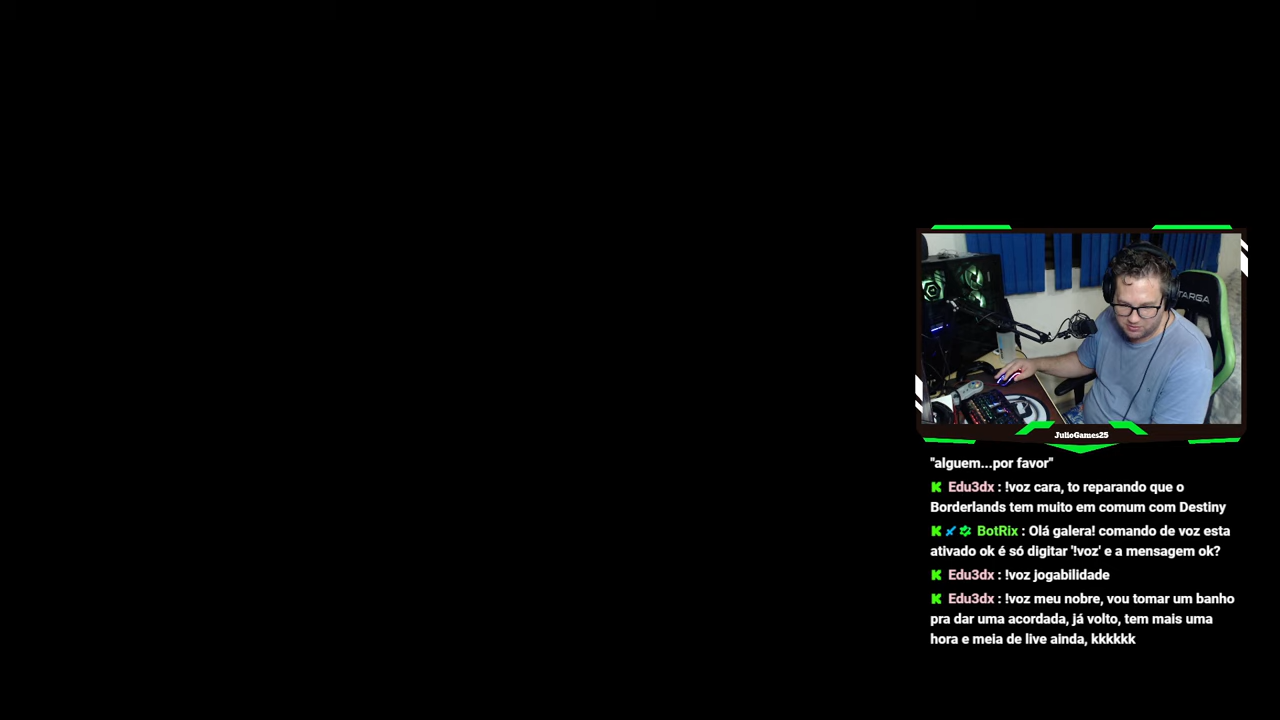 TARGA
JulioGames25
"alguem...por favor"
Edu3dx : !voz cara, to reparando que o
Borderlands tem muito em comum com Destiny
BotRix : Olá galera! comando de voz esta
ativado ok é só digitar '!voz' e a mensagem ok?
Edu3dx : !voz jogabilidade
Edu3dx : !voz meu nobre, vou tomar um banho
pra dar uma acordada, já volto, tem mais uma
hora e meia de live ainda, kkkkkk